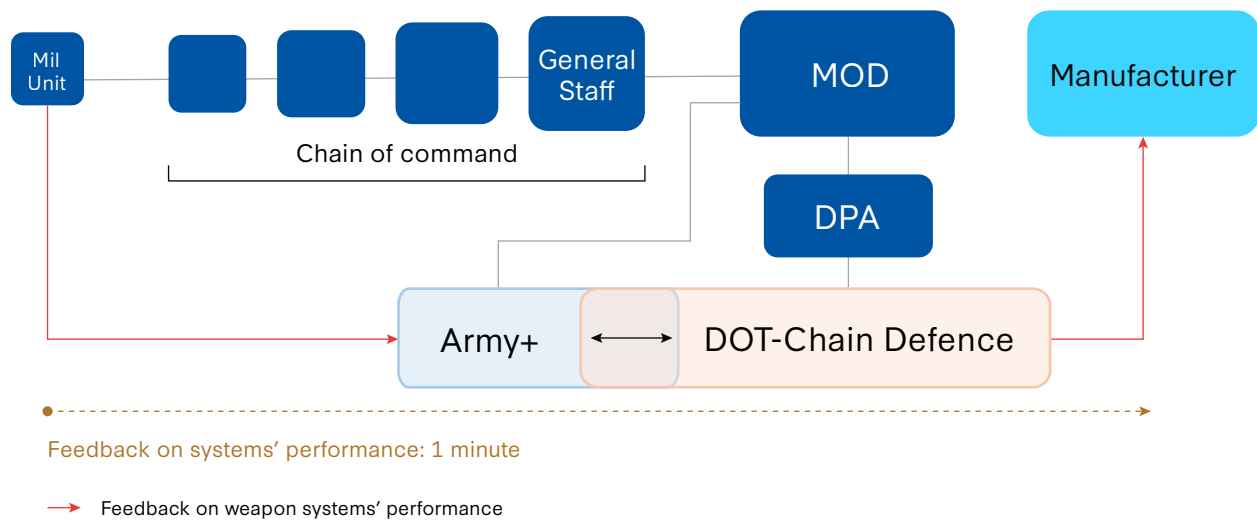 Mil
Unit
General
Staff
MOD
Manufacturer
Chain of command
DPA
Army+
DOT-Chain Defence
Feedback on systems’ performance: 1 minute
Feedback on weapon systems’ performance